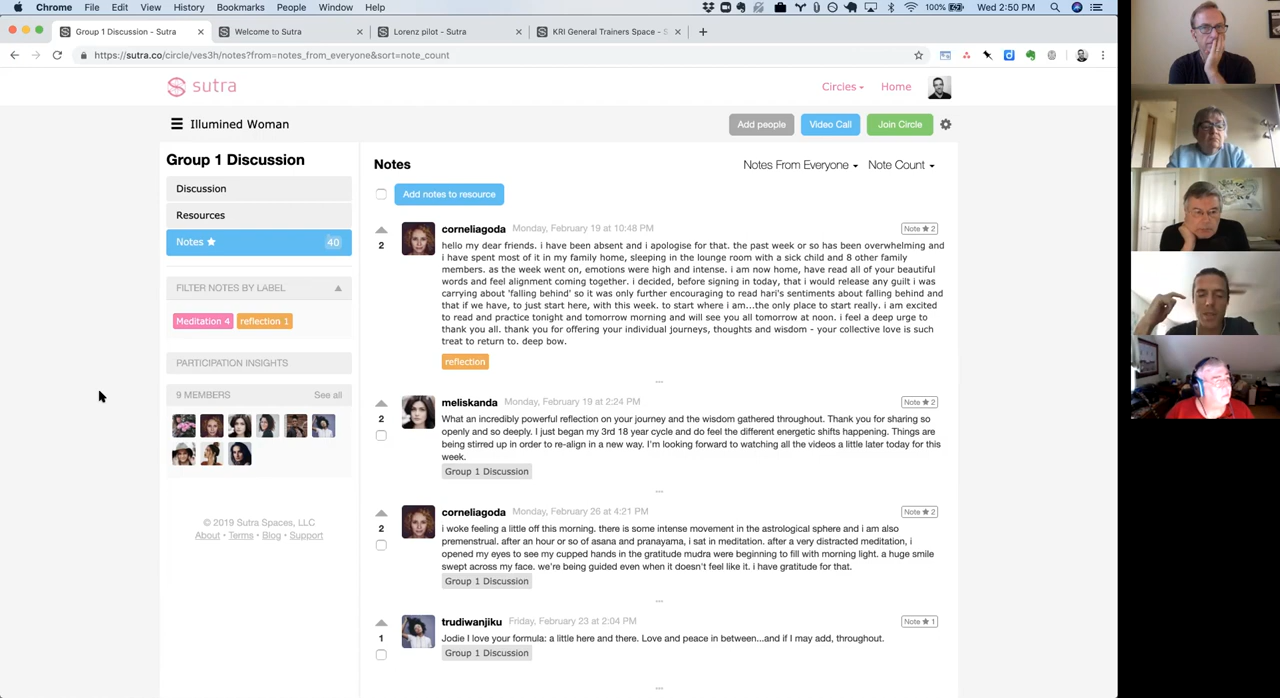 Chrome File Edit View History Bookmarks People Window Help 100% Wed 2:50 PM
Group 1 Discussion - Sutra
Welcome to Sutra
Lorenz pilot - Sutra
KRI General Trainers Space - S
https://sutra.co/circle/ves3h/notes?from=notes_from_everyone&sort=note_count
sutra
Circles
Home
Illumined Woman
Add people
Video Call
Join Circle
Group 1 Discussion
Discussion
Resources
Notes 40
FILTER NOTES BY LABEL
Meditation 4
reflection 1
PARTICIPATION INSIGHTS
9 MEMBERS See all
© 2019 Sutra Spaces, LLC
About · Terms · Blog · Support
Notes
Notes From Everyone
Note Count
Add notes to resource
2
corneliagoda Monday, February 19 at 10:48 PM
Note 2
hello my dear friends. i have been absent and i apologise for that. the past week or so has been overwhelming and
i have spent most of it in my family home, sleeping in the lounge room with a sick child and 8 other family
members. as the week went on, emotions were high and intense. i am now home, have read all of your beautiful
words and feel alignment coming together. i decided, before signing in today, that i would release any guilt i was
carrying about 'falling behind' so it was only further encouraging to read hari's sentiments about falling behind and
that if we have, to just start here, with this week. to start where i am...the only place to start really. i am excited
to read and practice tonight and tomorrow morning and will see you all tomorrow at noon. i feel a deep urge to
thank you all. thank you for offering your individual journeys, thoughts and wisdom - your collective love is such
treat to return to. deep bow.
reflection
...
2
meliskanda Monday, February 19 at 2:24 PM
Note 2
What an incredibly powerful reflection on your journey and the wisdom gathered throughout. Thank you for sharing so
openly and so deeply. I just began my 3rd 18 year cycle and do feel the different energetic shifts happening. Things are
being stirred up in order to re-align in a new way. I'm looking forward to watching all the videos a little later today for this
week.
Group 1 Discussion
...
2
corneliagoda Monday, February 26 at 4:21 PM
Note 2
i woke feeling a little off this morning. there is some intense movement in the astrological sphere and i am also
premenstrual. after an hour or so of asana and pranayama, i sat in meditation. after a very distracted meditation, i
opened my eyes to see my cupped hands in the gratitude mudra were beginning to fill with morning light. a huge smile
swept across my face. we're being guided even when it doesn't feel like it. i have gratitude for that.
Group 1 Discussion
...
1
trudiwanjiku Friday, February 23 at 2:04 PM
Note 1
Jodie I love your formula: a little here and there. Love and peace in between...and if I may add, throughout.
Group 1 Discussion
...